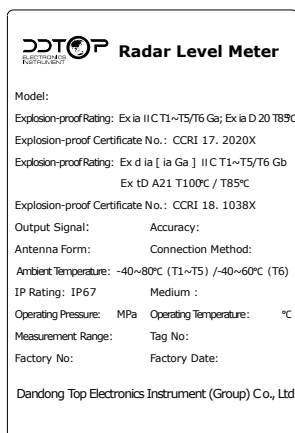 DDTOP
ELECTRONICS
INSTRUMENT
Radar Level Meter
Model:
Explosion-proof Rating: Ex ia IIC T1~T5/T6 Ga; Ex ia D 20 T85℃
Explosion-proof Certificate No.: CCRI 17. 2020X
Explosion-proof Rating: Ex d ia [ ia Ga ] IIC T1~T5/T6 Gb
Ex tD A21 T100℃ / T85℃
Explosion-proof Certificate No.: CCRI 18. 1038X
Output Signal: Accuracy:
Antenna Form: Connection Method:
Ambient Temperature: -40~80℃ (T1~T5) /-40~60℃ (T6)
IP Rating: IP67 Medium :
Operating Pressure: MPa Operating Temperature: ℃
Measurement Range: Tag No:
Factory No: Factory Date:
Dandong Top Electronics Instrument (Group) Co., Ltd